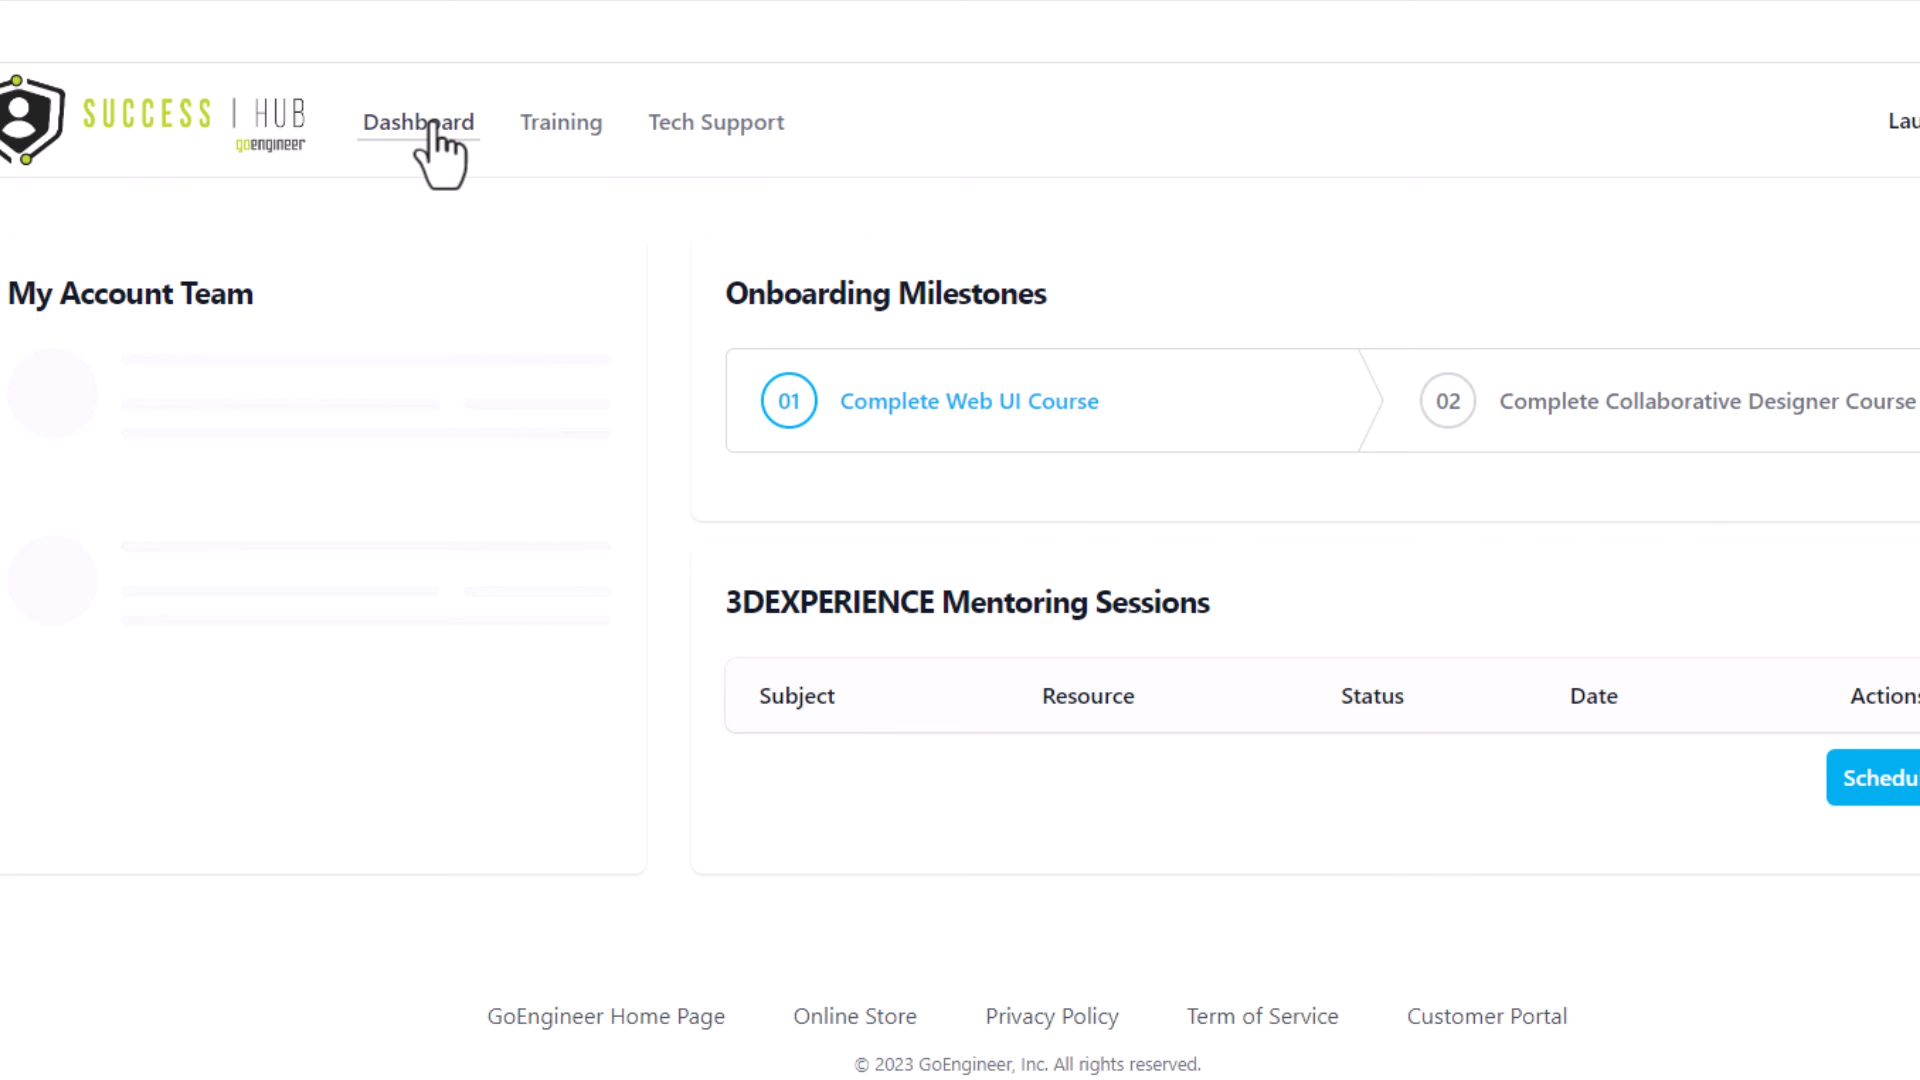 SUCCESS | HUB
goengineer
Dashboard
Training
Tech Support
Lau
My Account Team
Onboarding Milestones
01 Complete Web UI Course
02 Complete Collaborative Designer Course
3DEXPERIENCE Mentoring Sessions
Subject Resource Status Date Actions
Schedu
GoEngineer Home Page Online Store Privacy Policy Term of Service Customer Portal
© 2023 GoEngineer, Inc. All rights reserved.